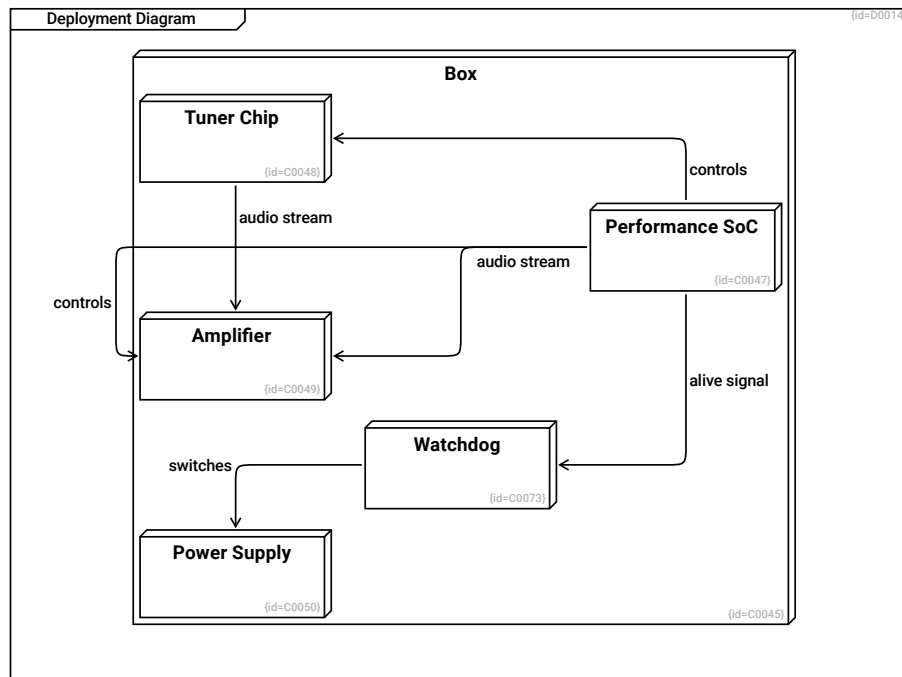 Deployment Diagram
{id=D0014
Box
Tuner Chip
{id=C0048}
controls
audio stream
Performance SoC
audio stream
{id=C0047}
controls
Amplifier
{id=C0049}
alive signal
Watchdog
switches
{id=C0073}
Power Supply
{id=C0050}
{id=C0045}